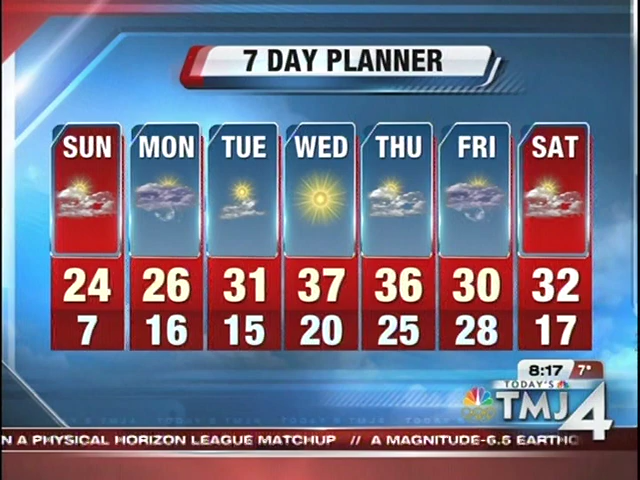 7 DAY PLANNER
SUN MON TUE WED THU FRI SAT
24 26 31 37 36 30 32
7 16 15 20 25 28 17
8:17 7°
TODAY'S
TMJ4
N A PHYSICAL HORIZON LEAGUE MATCHUP // A MAGNITUDE-6.5 EARTHQ